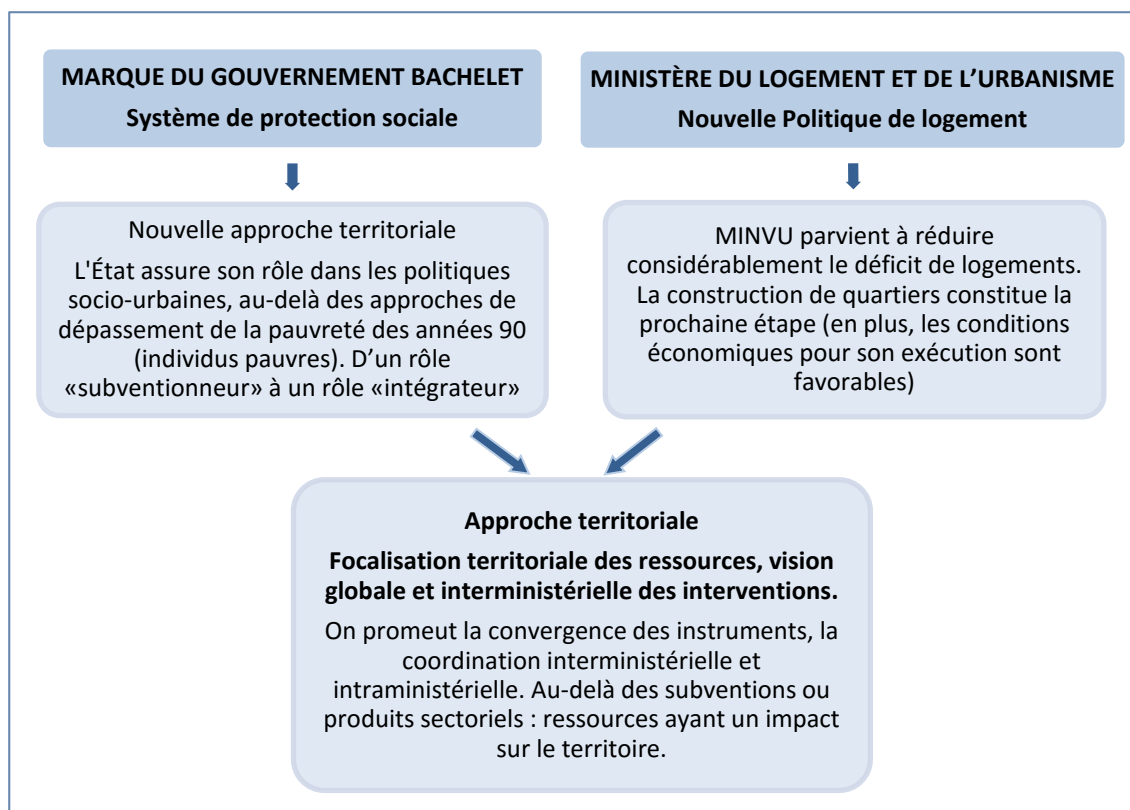 MARQUE DU GOUVERNEMENT BACHELET
Système de protection sociale
MINISTÈRE DU LOGEMENT ET DE L’URBANISME
Nouvelle Politique de logement
Nouvelle approche territoriale
L'État assure son rôle dans les politiques
socio-urbaines, au-delà des approches de
dépassement de la pauvreté des années 90
(individus pauvres). D’un rôle
«subventionneur» à un rôle «intégrateur»
MINVU parvient à réduire
considérablement le déficit de logements.
La construction de quartiers constitue la
prochaine étape (en plus, les conditions
économiques pour son exécution sont
favorables)
Approche territoriale
Focalisation territoriale des ressources, vision
globale et interministérielle des interventions.
On promeut la convergence des instruments, la
coordination interministérielle et
intraministérielle. Au-delà des subventions ou
produits sectoriels : ressources ayant un impact
sur le territoire.